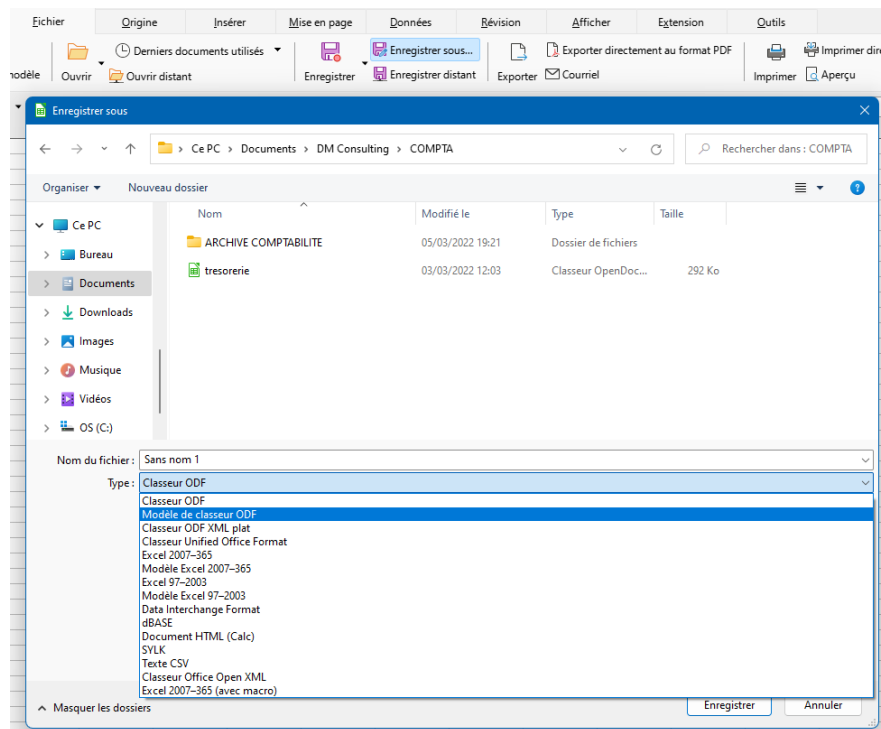 Fichier Origine Insérer Mise en page Données Révision Afficher Extension Outils
Derniers documents utilisés Enregistrer sous... Exporter directement au format PDF Imprimer dire
Ouvrir Ouvrir distant Enregistrer Enregistrer distant Exporter Courriel Imprimer Aperçu
Enregistrer sous
Ce PC > Documents > DM Consulting > COMPTA Rechercher dans : COMPTA
Organiser Nouveau dossier
Nom Modifié le Type Taille
Ce PC
ARCHIVE COMPTABILITE 05/03/2022 19:21 Dossier de fichiers
Bureau
tresorerie 03/03/2022 12:03 Classeur OpenDoc... 292 Ko
Documents
Downloads
Images
Musique
Vidéos
OS (C:)
Nom du fichier : Sans nom 1
Type : Classeur ODF
Classeur ODF
Modèle de classeur ODF
Classeur ODF XML plat
Classeur Unified Office Format
Excel 2007–365
Modèle Excel 2007–365
Excel 97–2003
Modèle Excel 97–2003
Data Interchange Format
dBASE
Document HTML (Calc)
SYLK
Texte CSV
Classeur Office Open XML
Excel 2007–365 (avec macro)
Masquer les dossiers Enregistrer Annuler